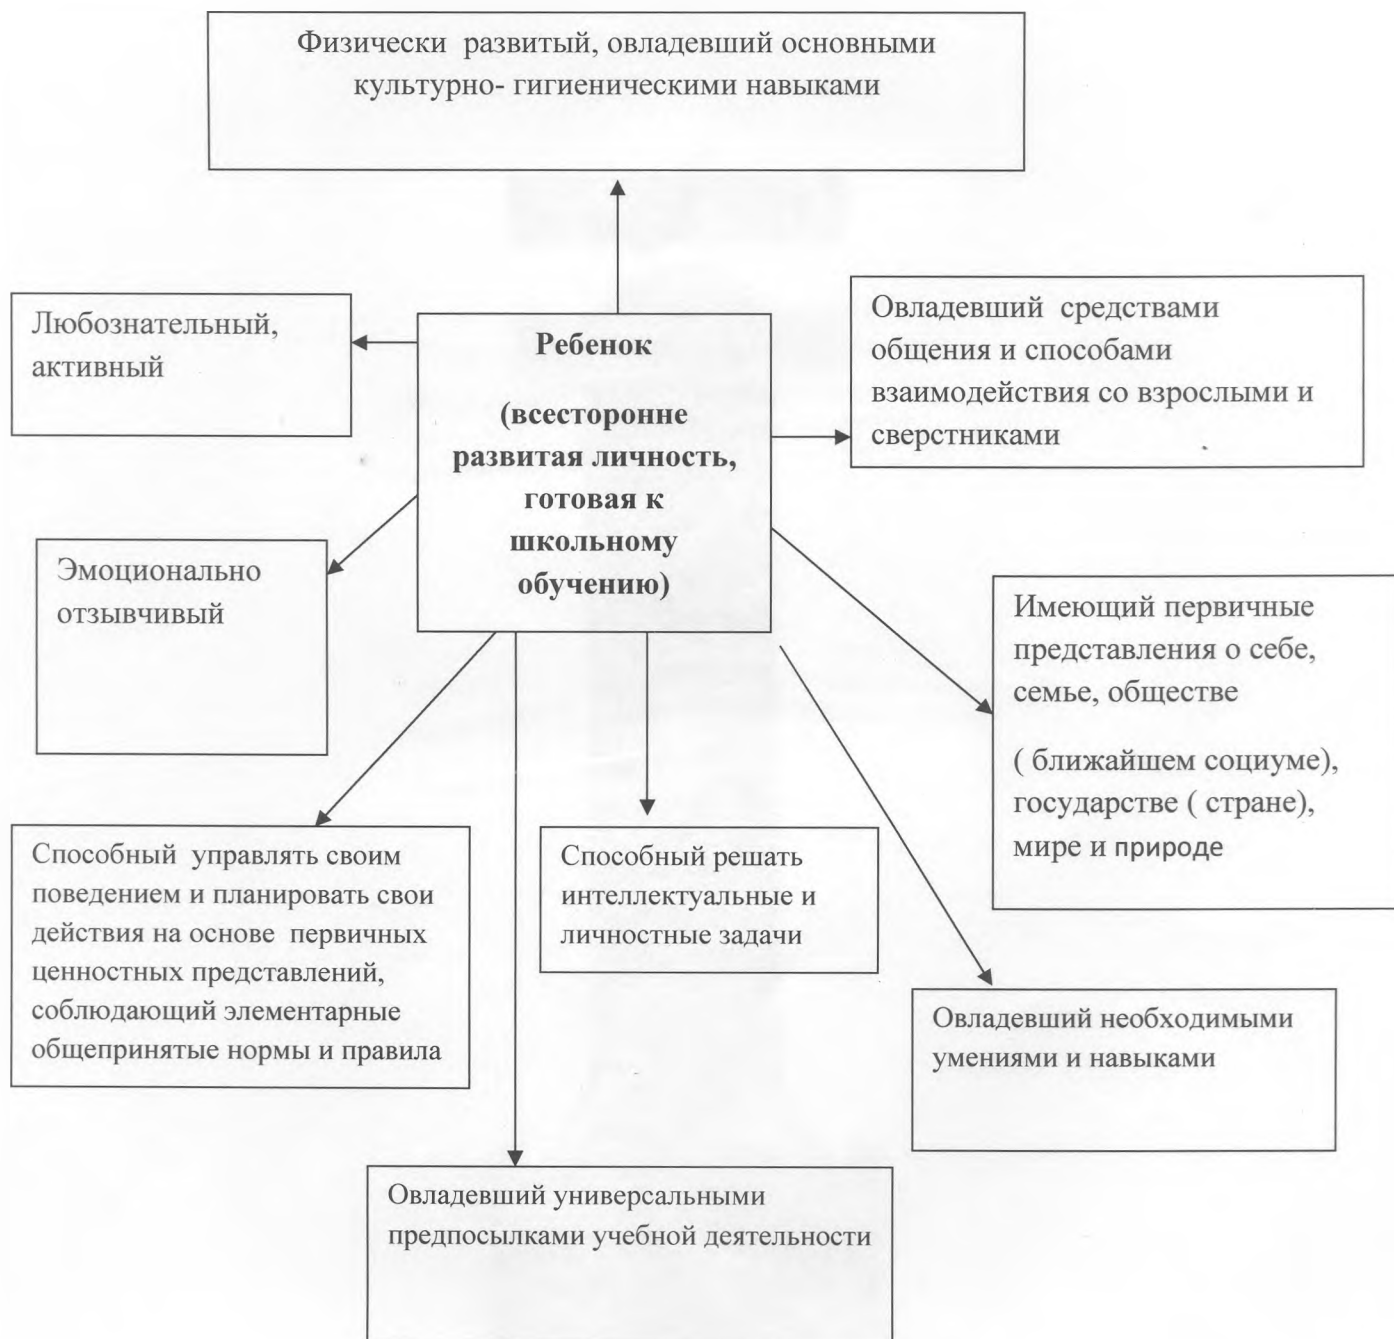 Физически развитый, овладевший основными
культурно- гигиеническими навыками
Любознательный,
активный
Ребенок
(всесторонне
развитая личность,
готовая к
школьному
обучению)
Овладевший средствами
общения и способами
взаимодействия со взрослыми и
сверстниками
Эмоционально
отзывчивый
Имеющий первичные
представления о себе,
семье, обществе
( ближайшем социуме),
государстве ( стране),
мире и природе
Способный управлять своим
поведением и планировать свои
действия на основе первичных
ценностных представлений,
соблюдающий элементарные
общепринятые нормы и правила
Способный решать
интеллектуальные и
личностные задачи
Овладевший необходимыми
умениями и навыками
Овладевший универсальными
предпосылками учебной деятельности